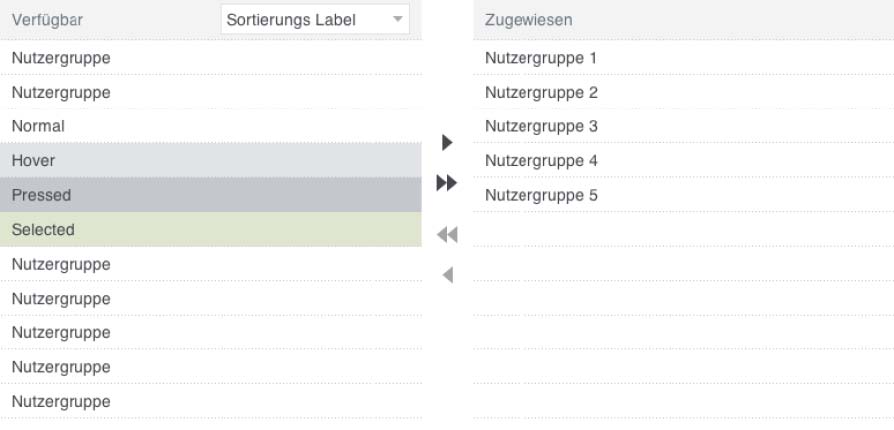 Verfügbar
Sortierungs Label
Nutzergruppe
Nutzergruppe
Normal
Hover
Pressed
Selected
Nutzergruppe
Nutzergruppe
Nutzergruppe
Nutzergruppe
Nutzergruppe
Zugewiesen
Nutzergruppe 1
Nutzergruppe 2
Nutzergruppe 3
Nutzergruppe 4
Nutzergruppe 5